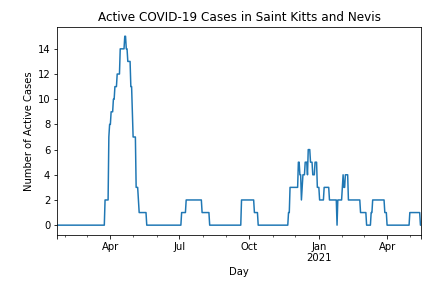 Active COVID-19 Cases in Saint Kitts and Nevis
Number of Active Cases
14
12
10
8
6
4
2
0
Apr
Jul
Oct
Jan
2021
Apr
Day